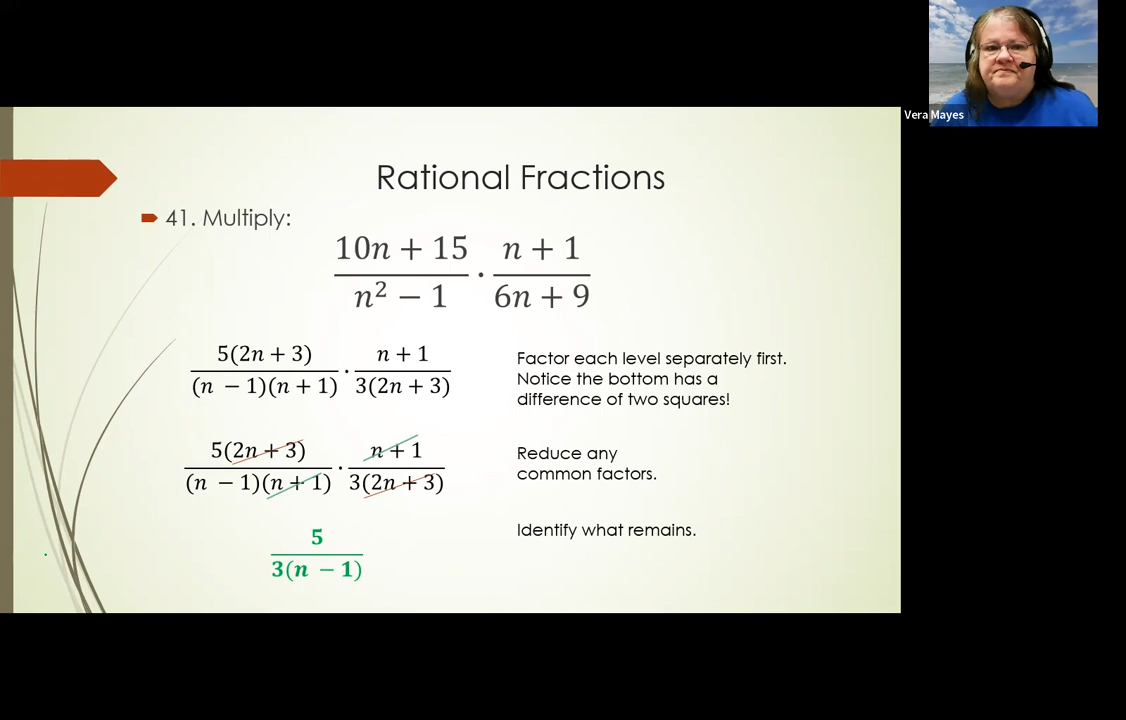 Vera Mayes
Rational Fractions
41. Multiply:
10n + 15 / n² − 1 · n + 1 / 6n + 9
5(2n + 3) / (n − 1)(n + 1) · n + 1 / 3(2n + 3)
Factor each level separately first.
Notice the bottom has a
difference of two squares!
5(2n + 3) / (n − 1)(n + 1) · n + 1 / 3(2n + 3)
Reduce any
common factors.
5 / 3(n − 1)
Identify what remains.